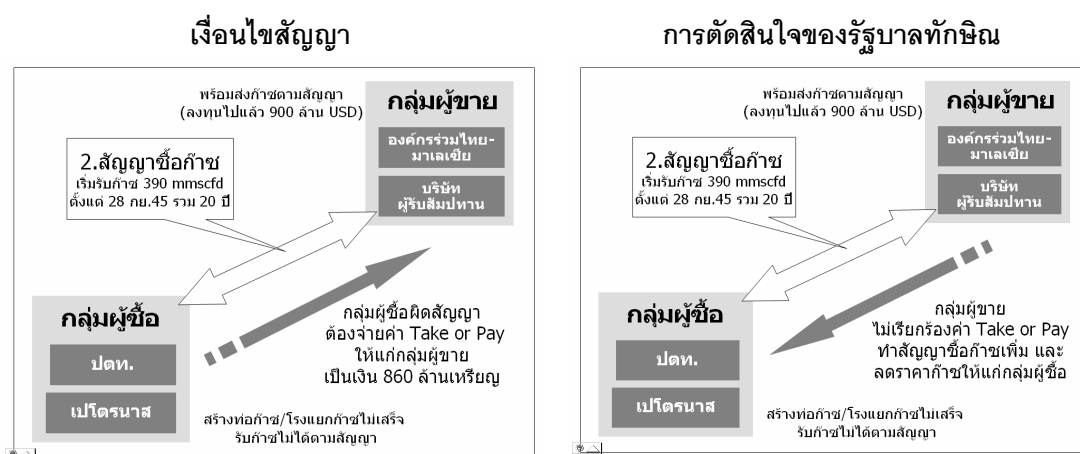 เงื่อนไขสัญญา
พร้อมส่งก๊าซตามสัญญา
(ลงทุนไปแล้ว 900 ล้าน USD)
กลุ่มผู้ขาย
องค์กรร่วมไทย-
มาเลเซีย
บริษัท
ผู้รับสัมปทาน
2.สัญญาซื้อก๊าซ
เริ่มรับก๊าซ 390 mmscfd
ตั้งแต่ 28 กย.45 รวม 20 ปี
กลุ่มผู้ซื้อ
ปตท.
เปโตรนาส
กลุ่มผู้ซื้อผิดสัญญา
ต้องจ่ายค่า Take or Pay
ให้แก่กลุ่มผู้ขาย
เป็นเงิน 860 ล้านเหรียญ
สร้างท่อก๊าซ/โรงแยกก๊าซไม่เสร็จ
รับก๊าซไม่ได้ตามสัญญา
การตัดสินใจของรัฐบาลทักษิณ
พร้อมส่งก๊าซตามสัญญา
(ลงทุนไปแล้ว 900 ล้าน USD)
กลุ่มผู้ขาย
องค์กรร่วมไทย-
มาเลเซีย
บริษัท
ผู้รับสัมปทาน
2.สัญญาซื้อก๊าซ
เริ่มรับก๊าซ 390 mmscfd
ตั้งแต่ 28 กย.45 รวม 20 ปี
กลุ่มผู้ซื้อ
ปตท.
เปโตรนาส
กลุ่มผู้ขาย
ไม่เรียกร้องค่า Take or Pay
ทำสัญญาซื้อก๊าซเพิ่ม และ
ลดราคาก๊าซให้แก่กลุ่มผู้ซื้อ
สร้างท่อก๊าซ/โรงแยกก๊าซไม่เสร็จ
รับก๊าซไม่ได้ตามสัญญา